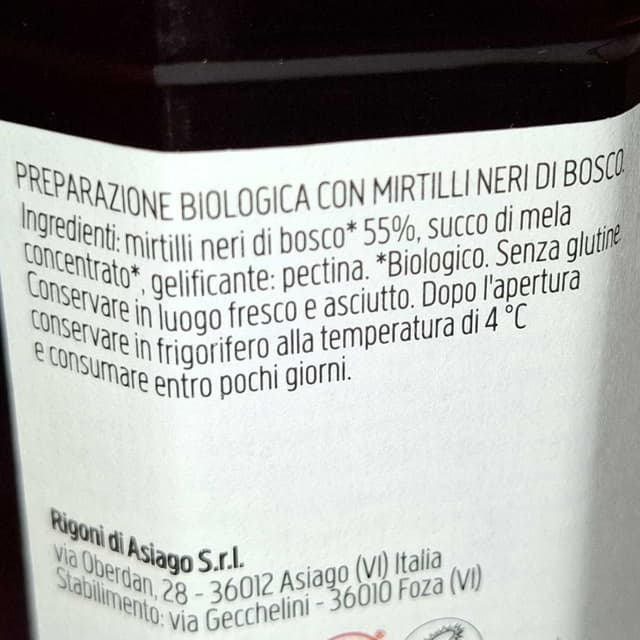 PREPARAZIONE BIOLOGICA CON MIRTILLI NERI DI BOSCO.
Ingredienti: mirtilli neri di bosco* 55%, succo di mela
concentrato*, gelificante: pectina. *Biologico. Senza glutine
Conservare in luogo fresco e asciutto. Dopo l'apertura
conservare in frigorifero alla temperatura di 4 °C
e consumare entro pochi giorni.
Rigoni di Asiago S.r.l.
via Oberdan, 28 - 36012 Asiago (VI) Italia
Stabilimento: via Gecchelini - 36010 Foza (VI)